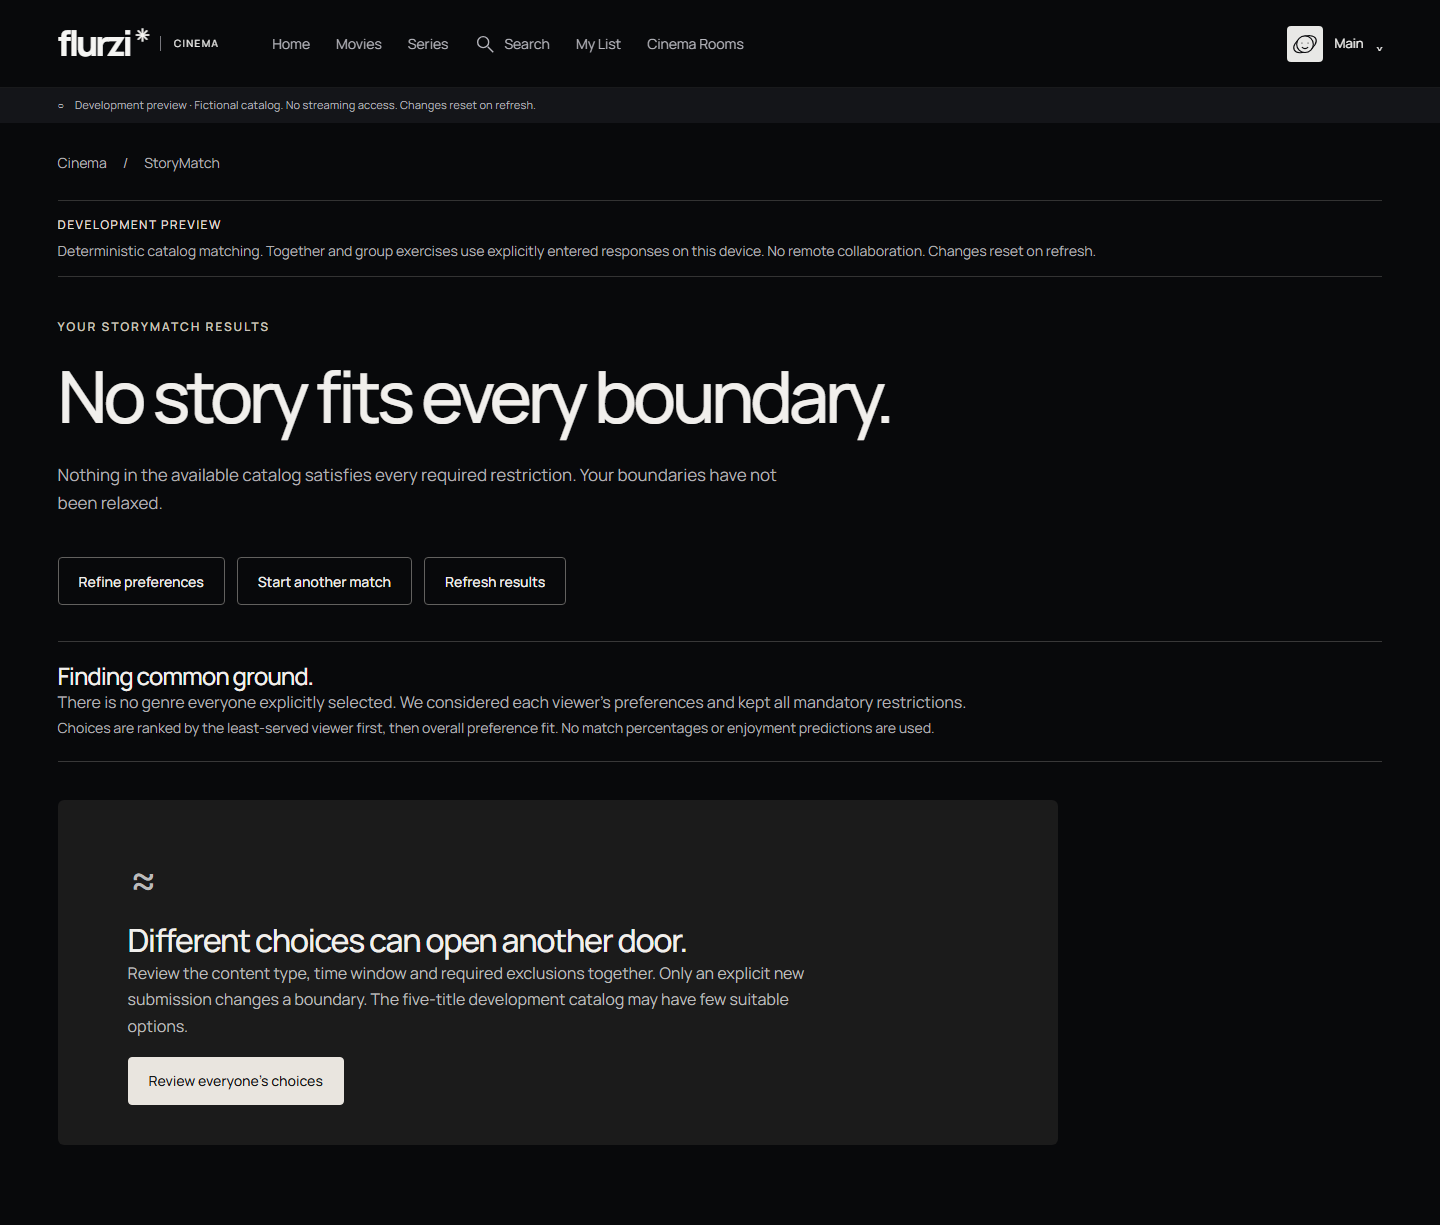 flurzi* | CINEMA Home Movies Series Search My List Cinema Rooms Main
Development preview · Fictional catalog. No streaming access. Changes reset on refresh.
Cinema / StoryMatch
DEVELOPMENT PREVIEW
Deterministic catalog matching. Together and group exercises use explicitly entered responses on this device. No remote collaboration. Changes reset on refresh.
YOUR STORYMATCH RESULTS
No story fits every boundary.
Nothing in the available catalog satisfies every required restriction. Your boundaries have not
been relaxed.
Refine preferences Start another match Refresh results
Finding common ground.
There is no genre everyone explicitly selected. We considered each viewer's preferences and kept all mandatory restrictions.
Choices are ranked by the least-served viewer first, then overall preference fit. No match percentages or enjoyment predictions are used.
≈
Different choices can open another door.
Review the content type, time window and required exclusions together. Only an explicit new
submission changes a boundary. The five-title development catalog may have few suitable
options.
Review everyone's choices